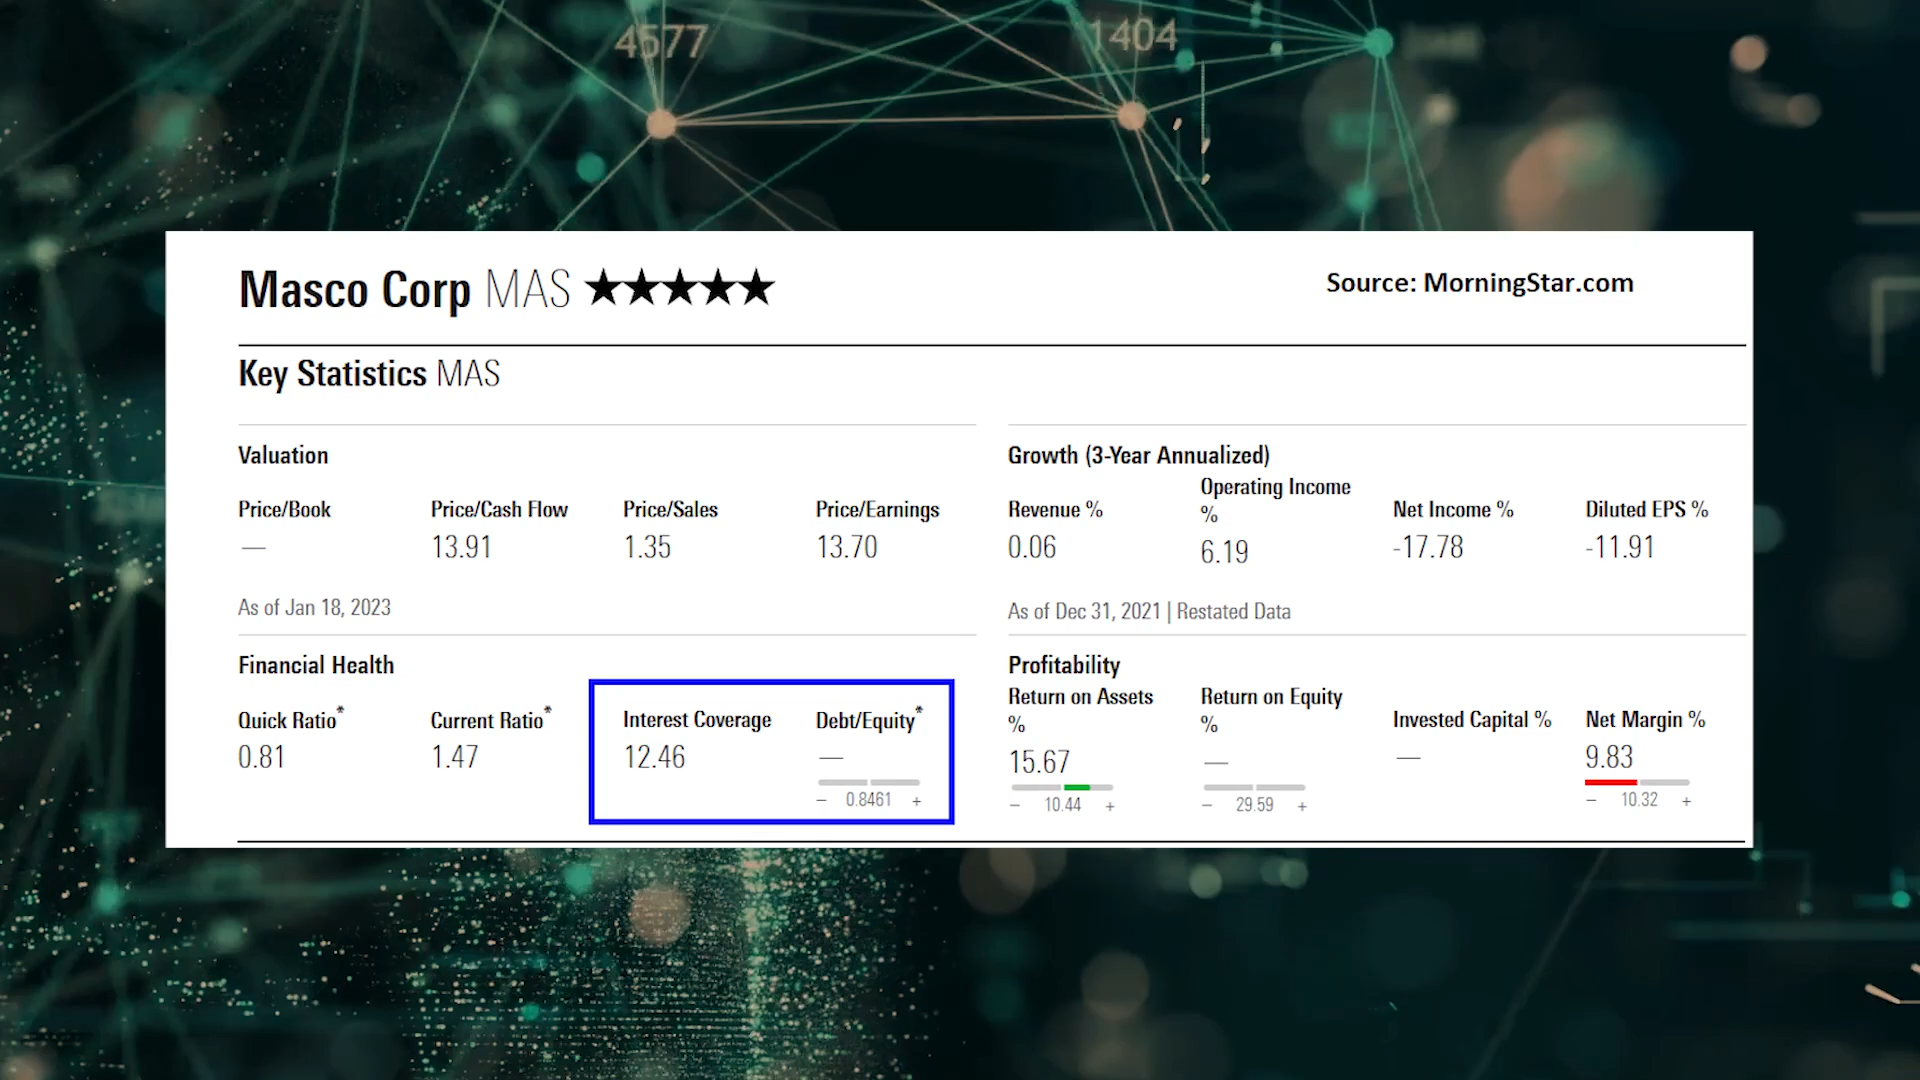 4577
1404
Masco Corp MAS ★★★★★
Source: MorningStar.com
Key Statistics MAS
Valuation
Price/Book
Price/Cash Flow
Price/Sales
Price/Earnings
—
13.91
1.35
13.70
As of Jan 18, 2023
Growth (3-Year Annualized)
Revenue %
Operating Income
%
Net Income %
Diluted EPS %
0.06
6.19
-17.78
-11.91
As of Dec 31, 2021 | Restated Data
Financial Health
Quick Ratio*
Current Ratio*
Interest Coverage
Debt/Equity*
0.81
1.47
12.46
—
– 0.8461 +
Profitability
Return on Assets
%
Return on Equity
%
Invested Capital %
Net Margin %
15.67
—
—
9.83
– 10.44 +
– 29.59 +
– 10.32 +